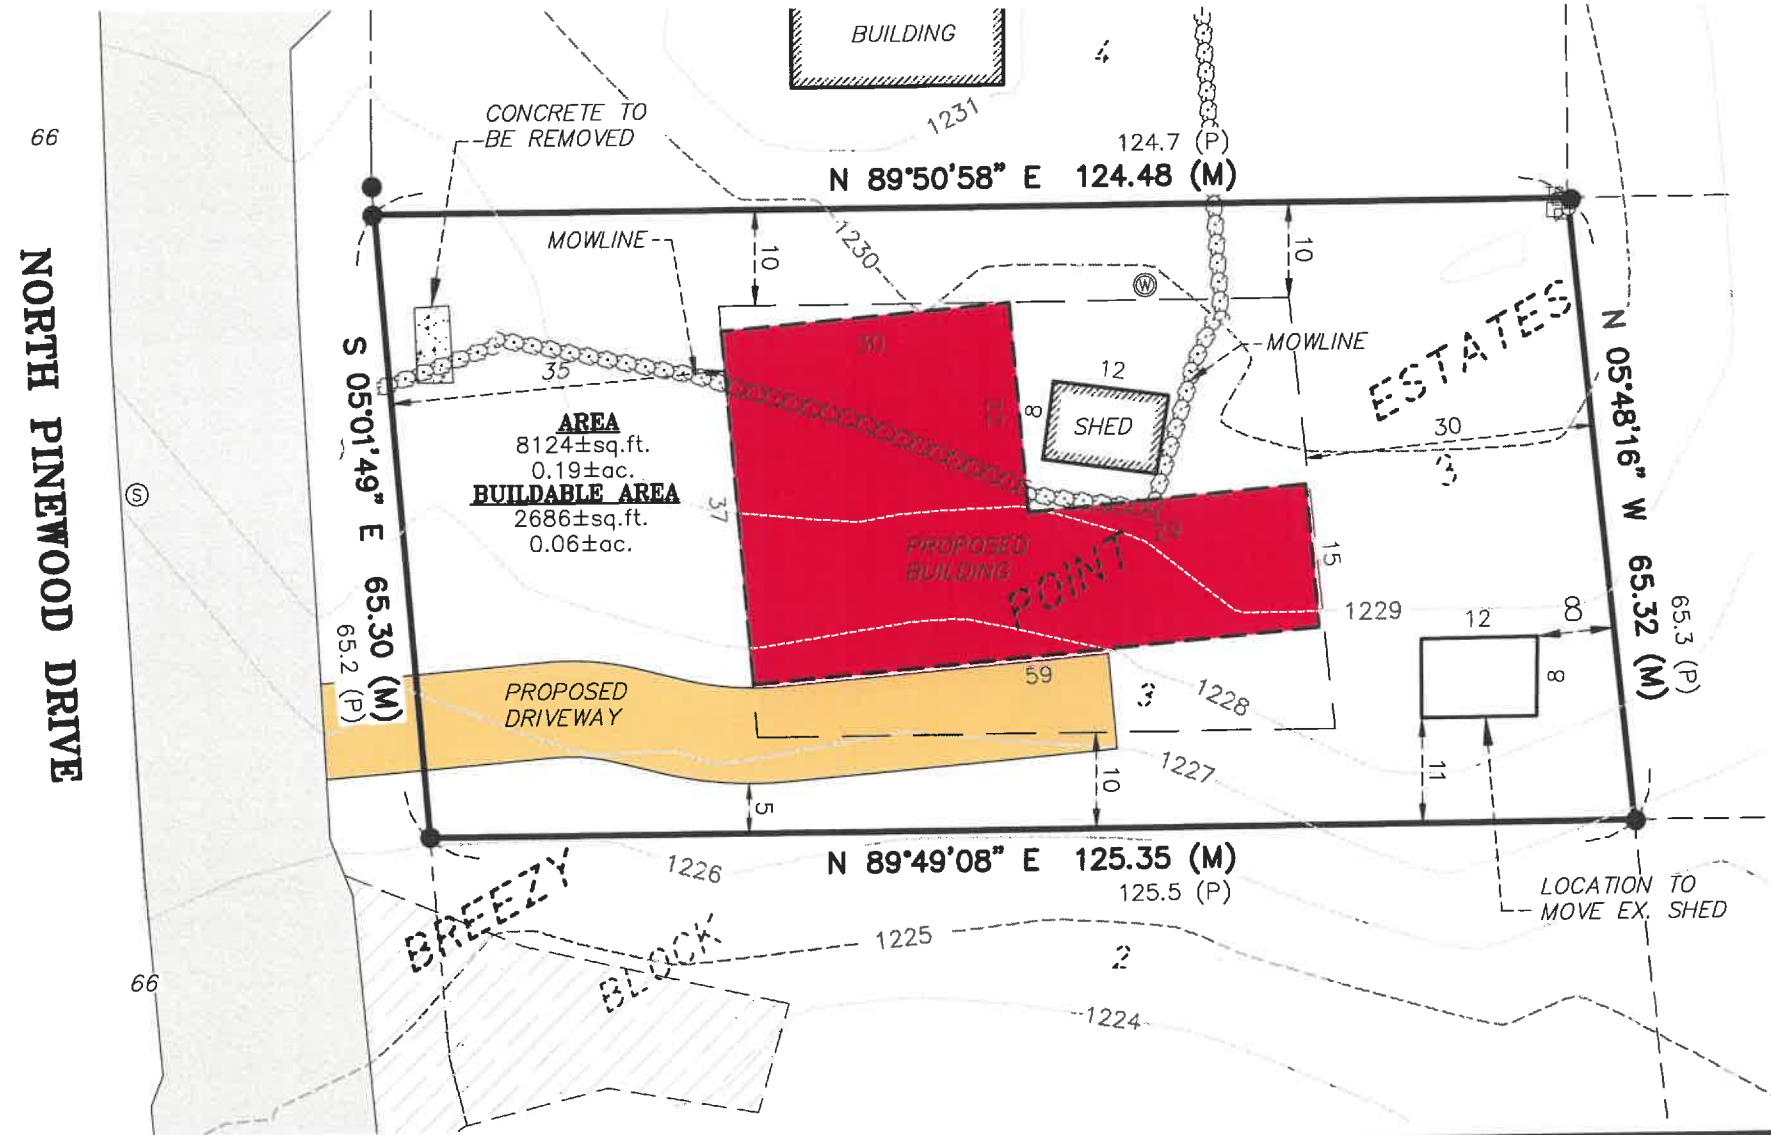 BUILDING
4
1231
CONCRETE TO
BE REMOVED
66
124.7 (P)
N 89°50'58" E 124.48 (M)
MOWLINE
10
1230
10
W
ESTATES
NORTH PINEWOOD DRIVE
S 05°01'49" E 65.30 (M)
65.2 (P)
35
30
22
12
8
SHED
MOWLINE
N 05°48'16" W 65.32 (M)
65.3 (P)
30
3
AREA
8124±sq.ft.
0.19±ac.
BUILDABLE AREA
2686±sq.ft.
0.06±ac.
S
37
PROPOSED
BUILDING
POINT
29
15
1229
12
8
8
PROPOSED
DRIVEWAY
59
3
1228
1227
10
5
11
N 89°49'08" E 125.35 (M)
125.5 (P)
1226
LOCATION TO
MOVE EX. SHED
BREEZY
BLOCK
1225
2
66
1224